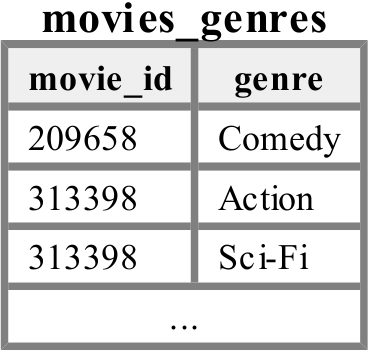 movies_genres
movie_id genre
209658 Comedy
313398 Action
313398 Sci-Fi
...